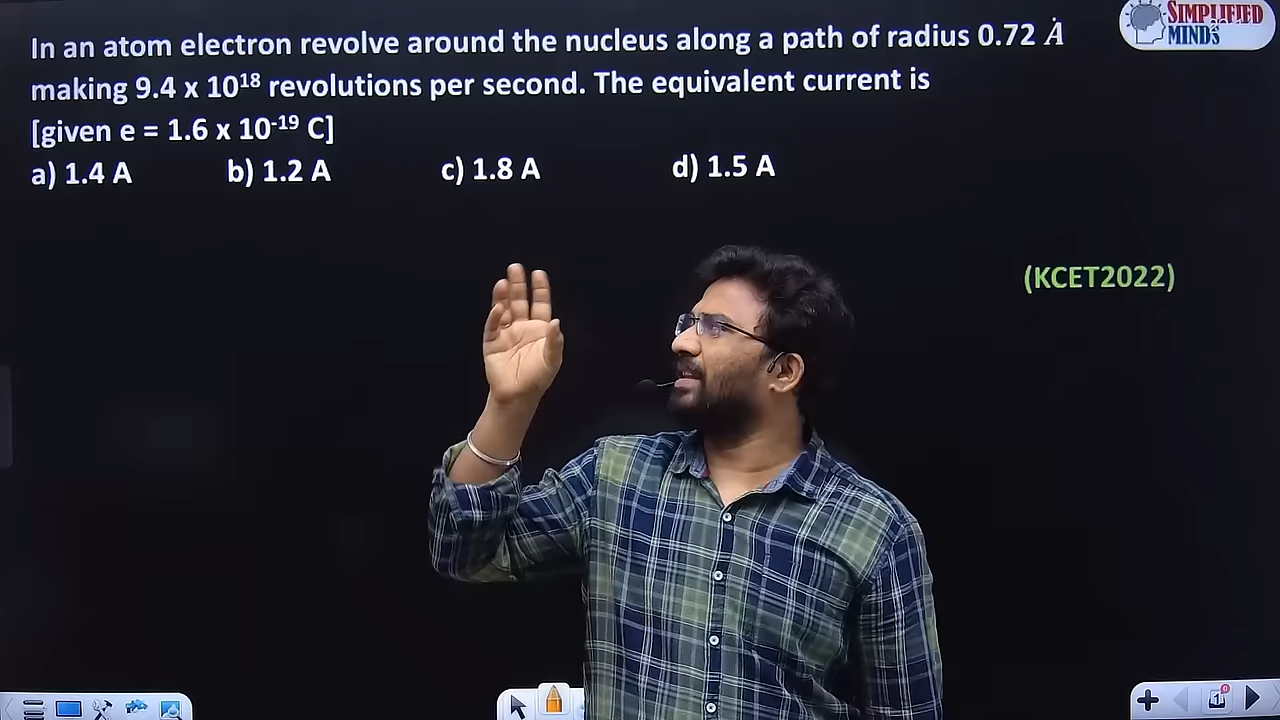 SIMPLIFIED
MINDS
In an atom electron revolve around the nucleus along a path of radius 0.72 Ȧ
making 9.4 x 10¹⁸ revolutions per second. The equivalent current is
[given e = 1.6 x 10⁻¹⁹ C]
a) 1.4 A b) 1.2 A c) 1.8 A d) 1.5 A
(KCET2022)